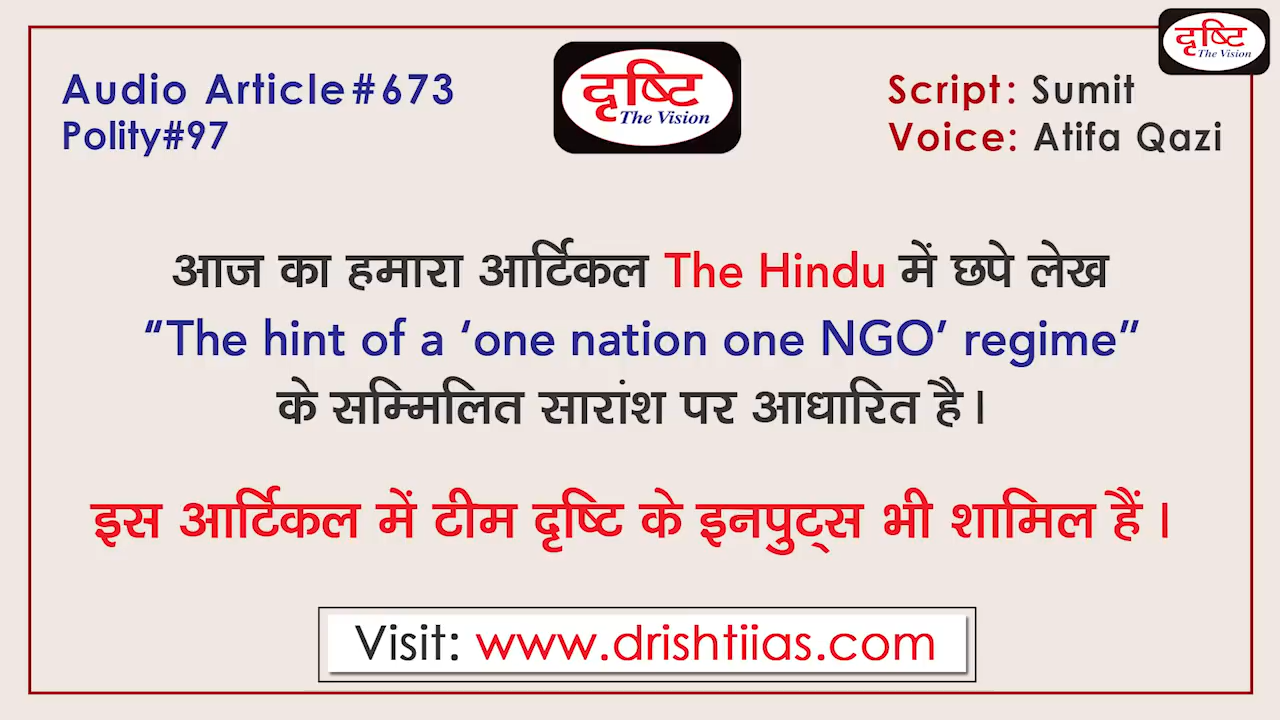 Audio Article#673
Polity#97
दृष्टि
The Vision
Script: Sumit
Voice: Atifa Qazi
दृष्टि
The Vision
आज का हमारा आर्टिकल The Hindu में छपे लेख
“The hint of a ‘one nation one NGO’ regime”
के सम्मिलित सारांश पर आधारित है।
इस आर्टिकल में टीम दृष्टि के इनपुट्स भी शामिल हैं।
Visit: www.drishtiias.com